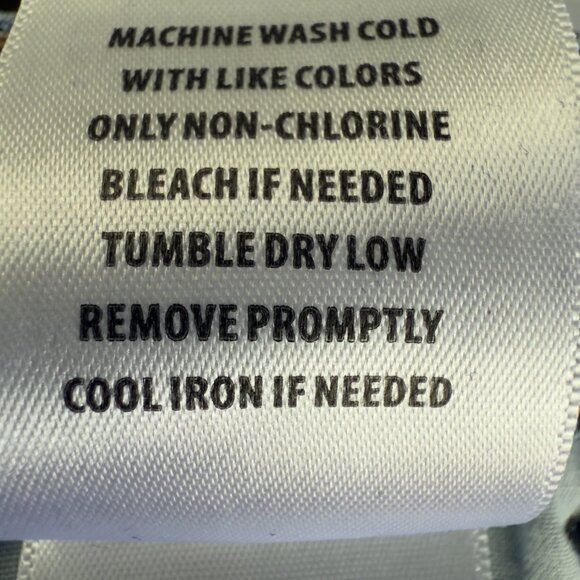 MACHINE WASH COLD
WITH LIKE COLORS
ONLY NON-CHLORINE
BLEACH IF NEEDED
TUMBLE DRY LOW
REMOVE PROMPTLY
COOL IRON IF NEEDED